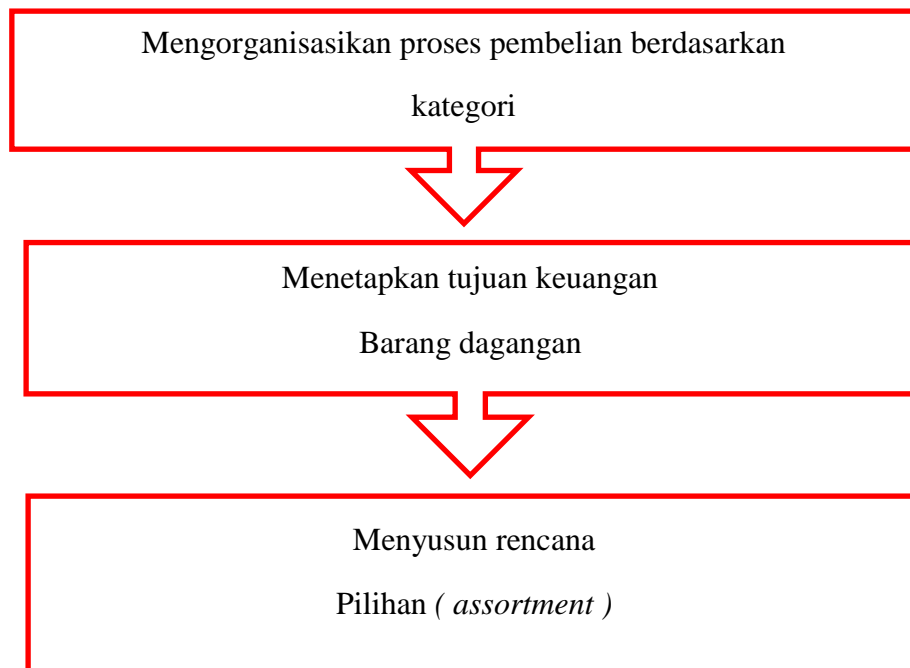 Mengorganisasikan proses pembelian berdasarkan
kategori
Menetapkan tujuan keuangan
Barang dagangan
Menyusun rencana
Pilihan ( assortment )